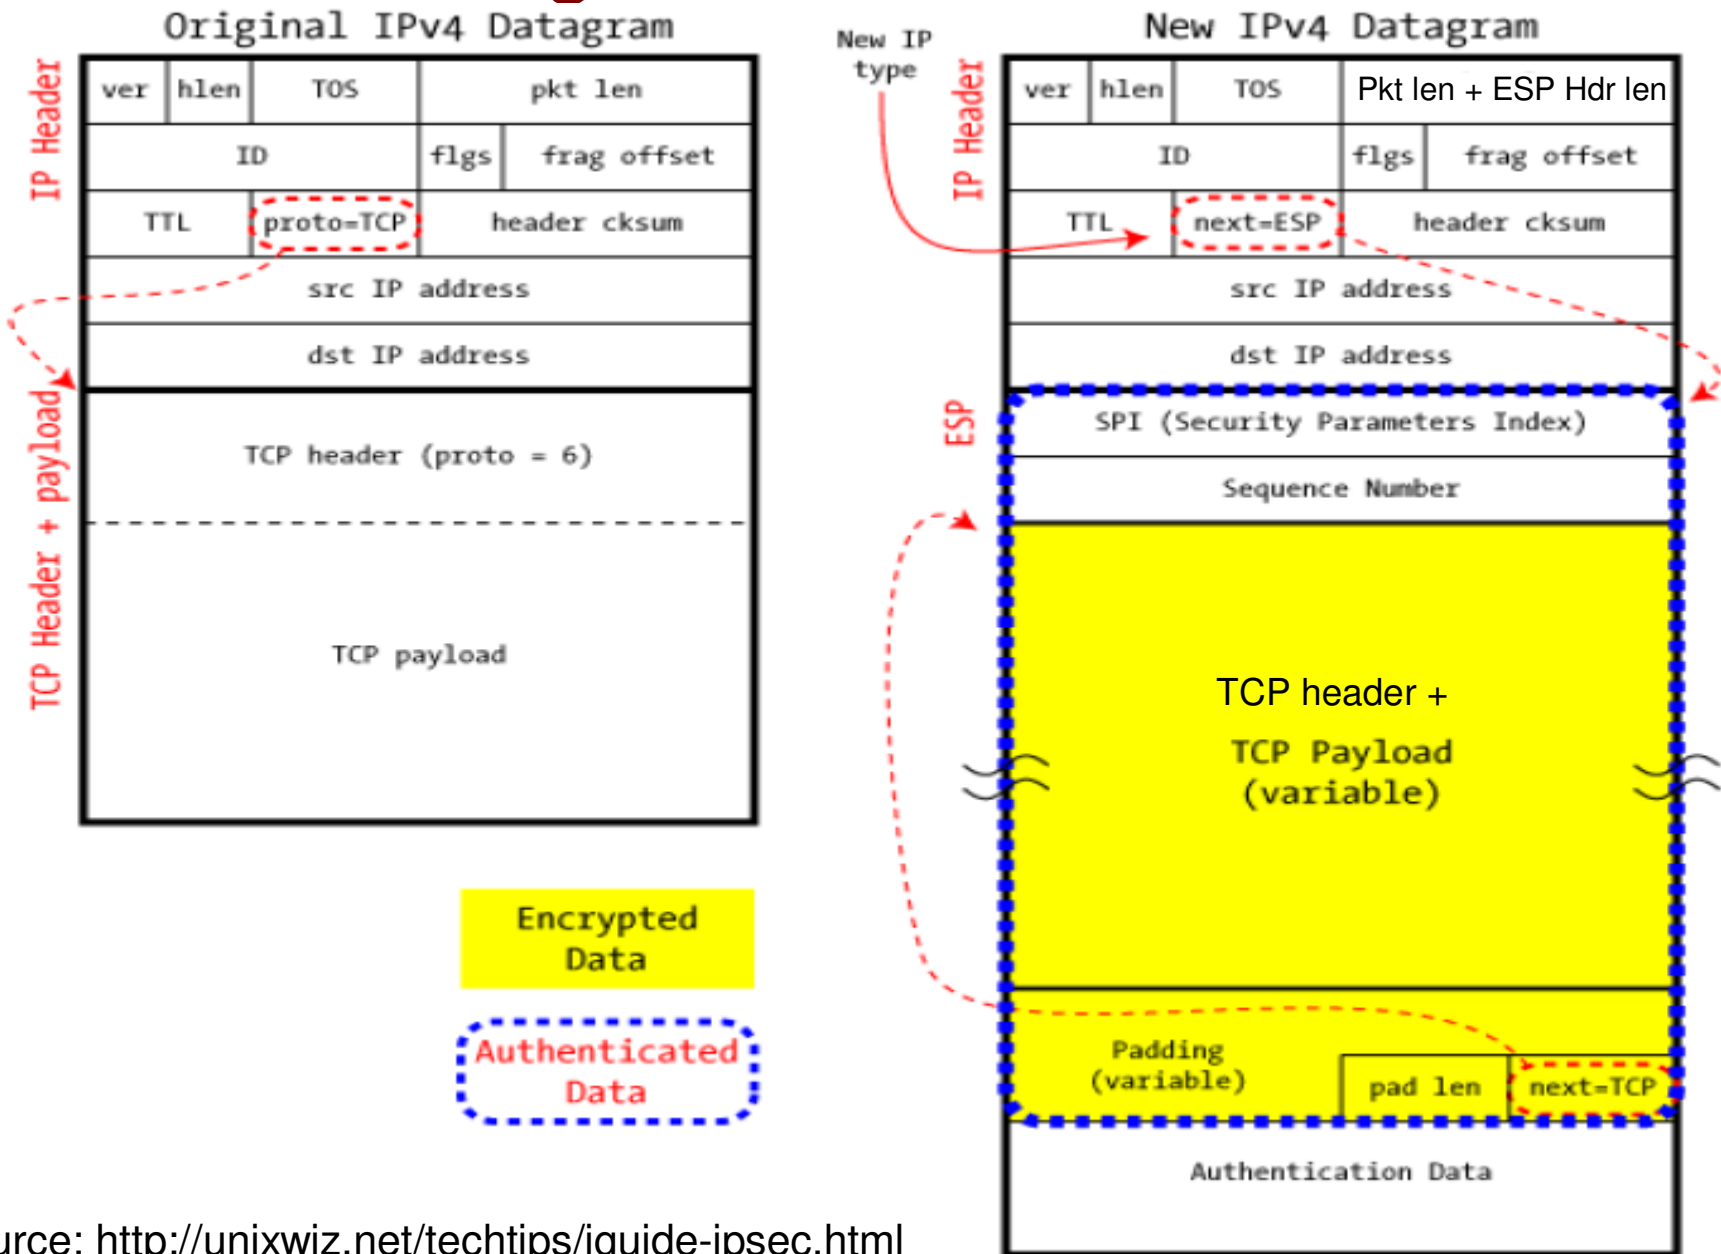 Original IPv4 Datagram
IP Header
ver hlen TOS pkt len
ID flgs frag offset
TTL proto=TCP header cksum
src IP address
dst IP address
TCP Header + payload
TCP header (proto = 6)
TCP payload
Encrypted
Data
Authenticated
Data
New IP
type
New IPv4 Datagram
IP Header
ver hlen TOS Pkt len + ESP Hdr len
ID flgs frag offset
TTL next=ESP header cksum
src IP address
dst IP address
ESP
SPI (Security Parameters Index)
Sequence Number
TCP header +
TCP Payload
(variable)
Padding
(variable)
pad len next=TCP
Authentication Data
urce: http://unixwiz.net/techtips/iguide-ipsec.html